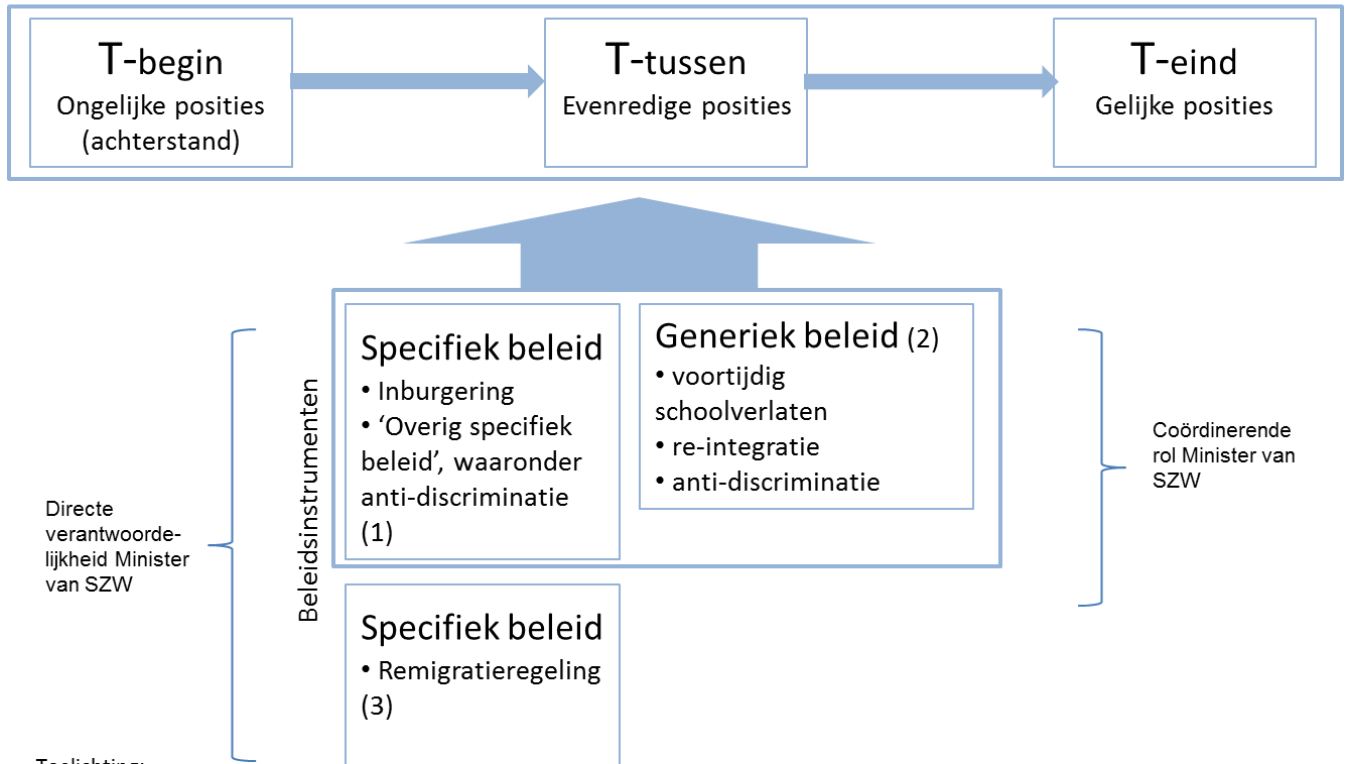 T-begin
Ongelijke posities
(achterstand)
T-tussen
Evenredige posities
T-eind
Gelijke posities
Directe
verantwoorde-
lijkheid Minister
van SZW
Beleidsinstrumenten
Specifiek beleid
• Inburgering
• ‘Overig specifiek
beleid’, waaronder
anti-discriminatie
(1)
Generiek beleid (2)
• voortijdig
schoolverlaten
• re-integratie
• anti-discriminatie
Coördinerende
rol Minister van
SZW
Specifiek beleid
• Remigratieregeling
(3)
Toelichting: